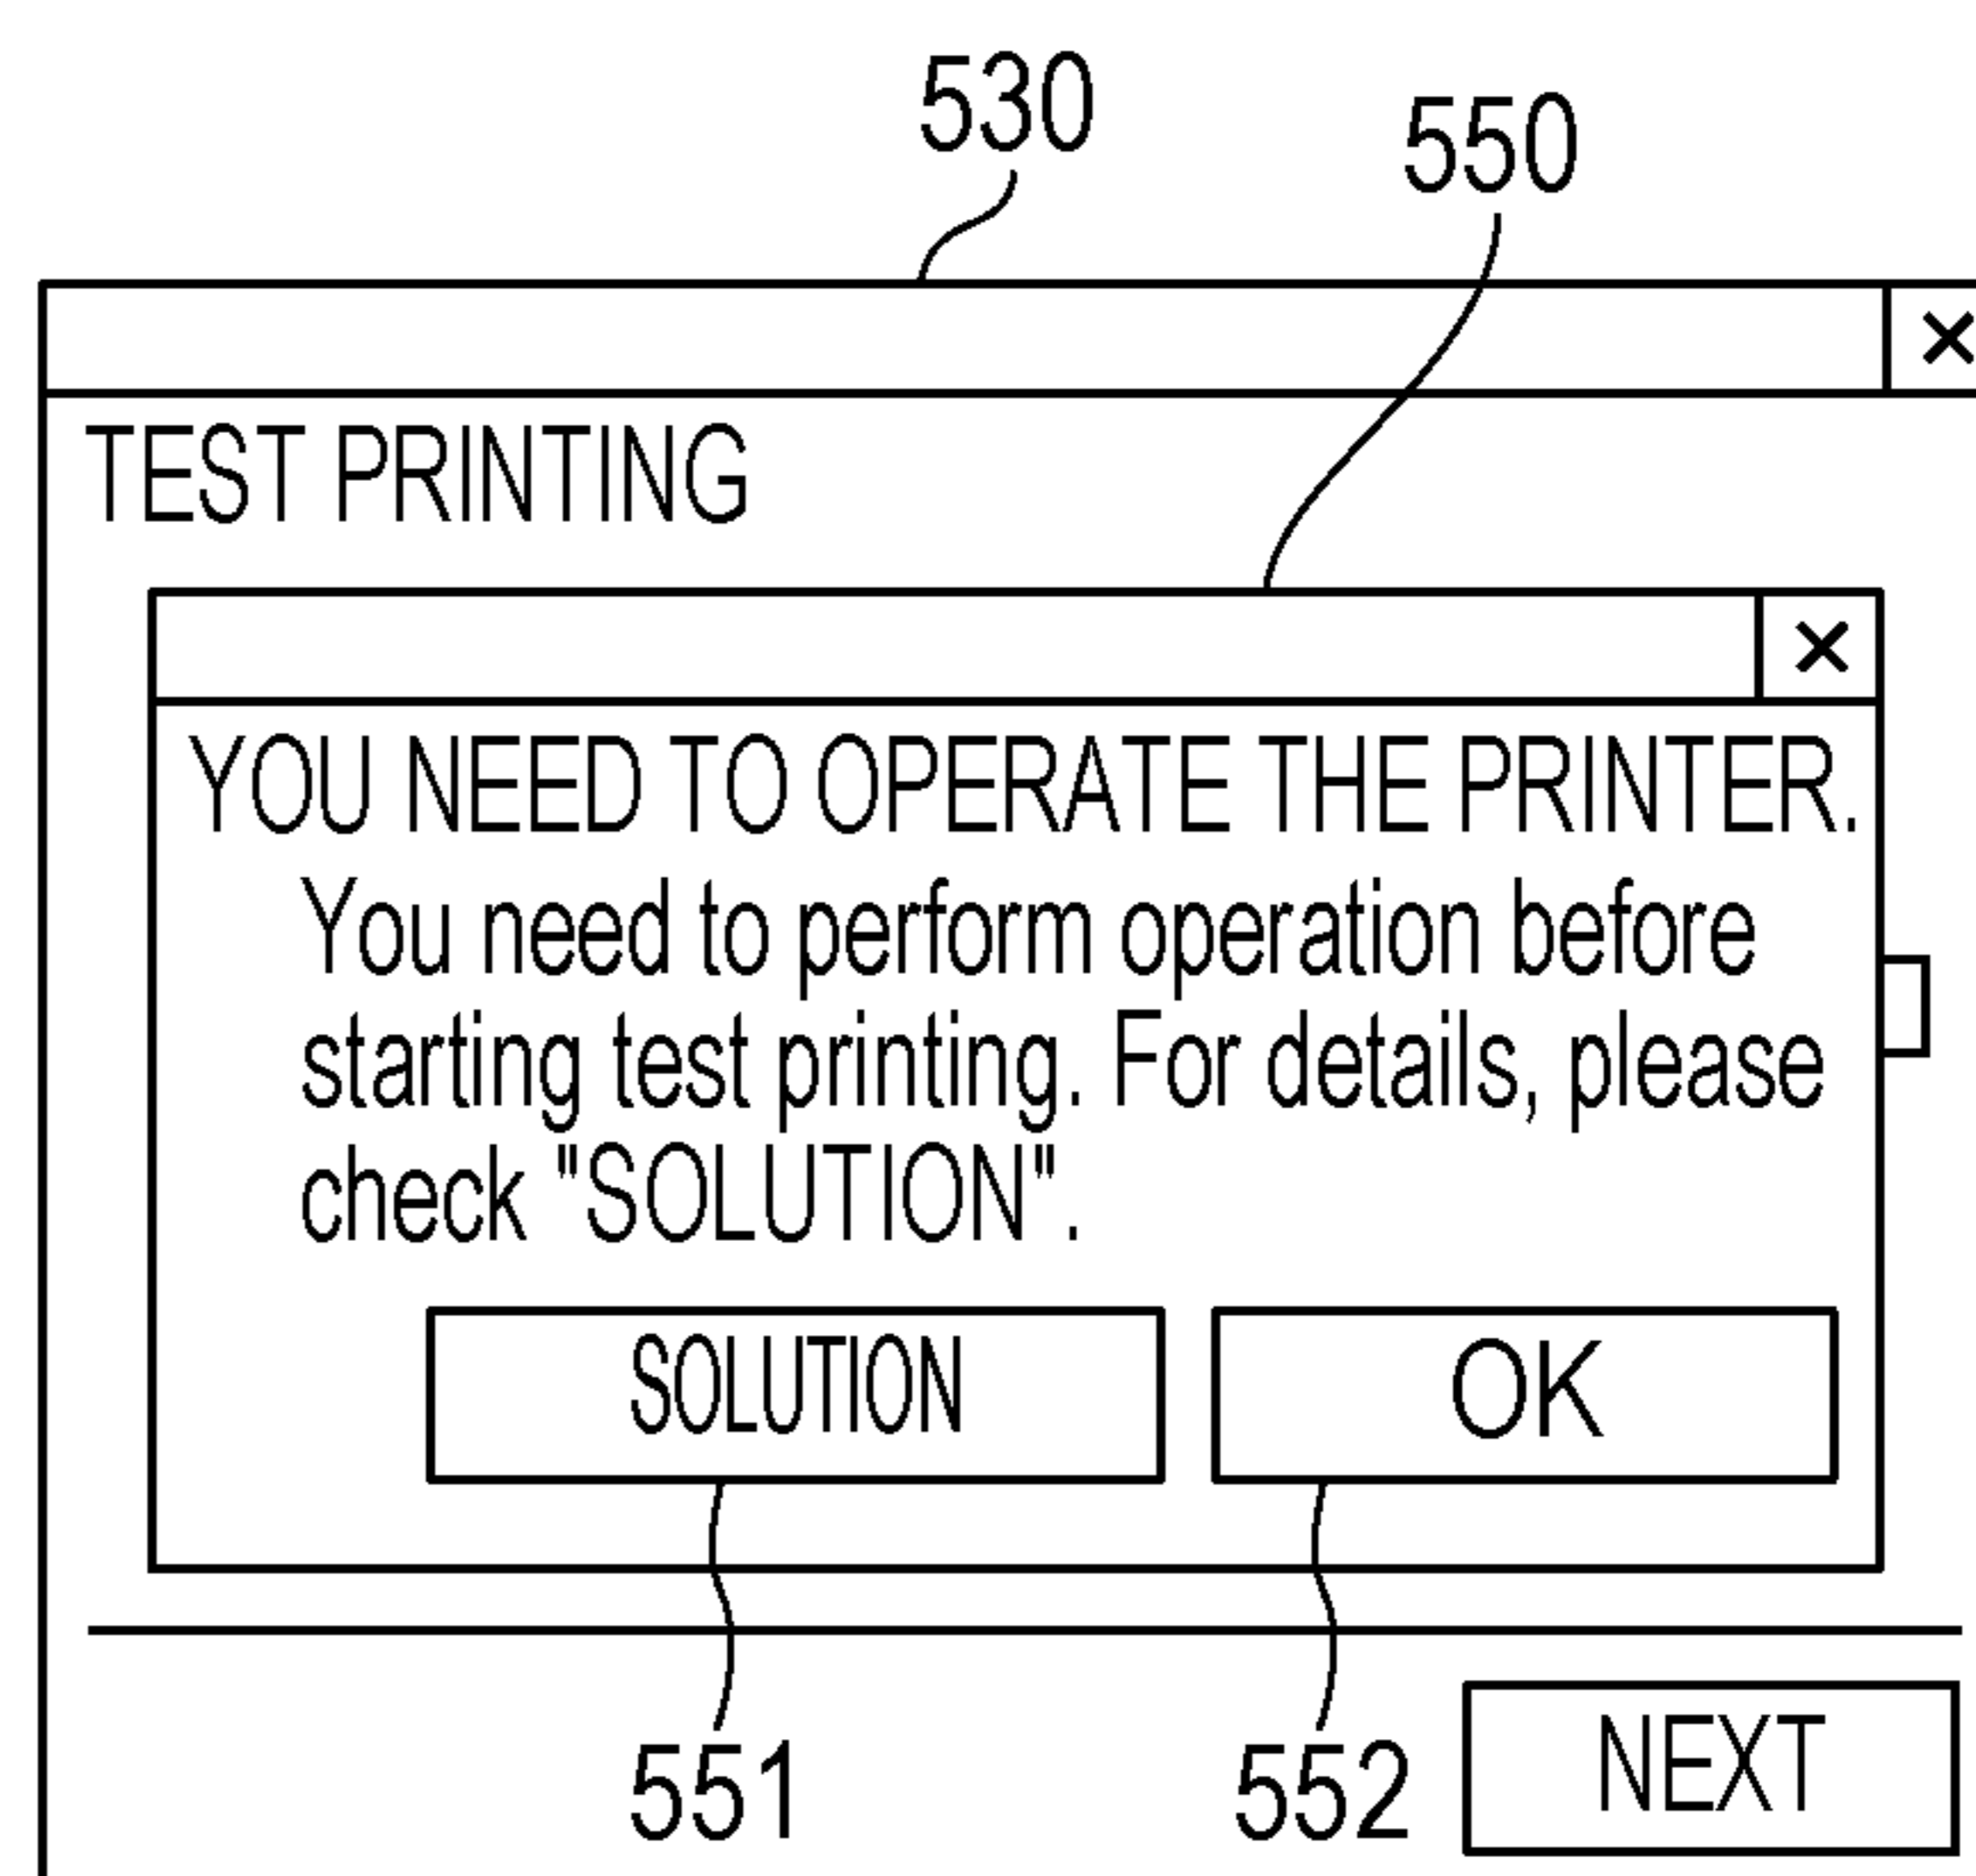 530
550
TEST PRINTING
YOU NEED TO OPERATE THE PRINTER.
You need to perform operation before
starting test printing. For details, please
check "SOLUTION".
SOLUTION
OK
551
552
NEXT